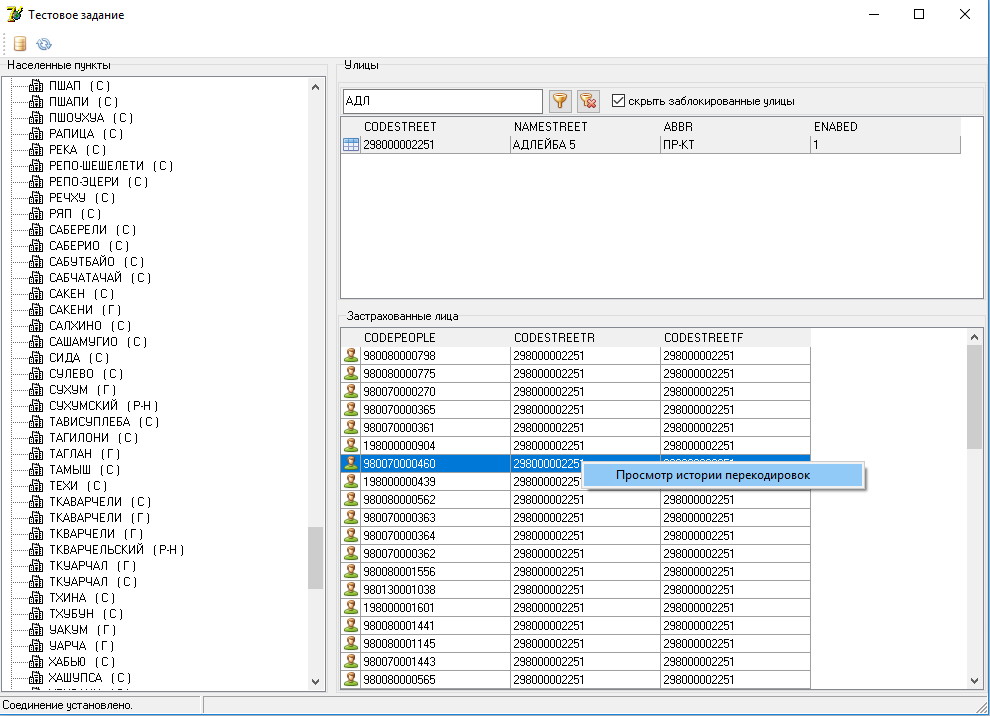 Тестовое задание
Населенные пункты
ПШАП (С)
ПШАПИ (С)
ПШОУХУА (С)
РАПИЦА (С)
РЕКА (С)
РЕПО-ШЕШЕЛЕТИ (С)
РЕПО-ЭЦЕРИ (С)
РЕЧХУ (С)
РЯП (С)
САБЕРЕЛИ (С)
САБЕРИО (С)
САБУТБАЙО (С)
САБЧАТАЧАЙ (С)
САКЕН (С)
САКЕНИ (Г)
САЛХИНО (С)
САШАМУГИО (С)
СИДА (С)
СУЛЕВО (С)
СУХУМ (Г)
СУХУМСКИЙ (Р-Н)
ТАВИСУПЛЕБА (С)
ТАГИЛОНИ (С)
ТАГЛАН (Г)
ТАМЫШ (С)
ТЕХИ (С)
ТКАВАРЧЕЛИ (С)
ТКАВАРЧЕЛИ (Г)
ТКВАРЧЕЛИ (Г)
ТКВАРЧЕЛЬСКИЙ (Р-Н)
ТКУАРЧАЛ (Г)
ТКУАРЧАЛ (С)
ТХИНА (С)
ТХУБУН (С)
УАКУМ (Г)
УАРЧА (Г)
ХАБЬЮ (С)
ХАШУПСА (С)
Улицы
АДЛ
скрыть заблокированные улицы
CODESTREET NAMESTREET ABBR ENABED
298000002251 АДЛЕЙБА 5 ПР-КТ 1
Застрахованные лица
CODEPEOPLE CODESTREETR CODESTREETF
980080000798 298000002251 298000002251
980080000775 298000002251 298000002251
980070000270 298000002251 298000002251
980070000365 298000002251 298000002251
980070000361 298000002251 298000002251
198000000904 298000002251 298000002251
980070000460 298000002251
Просмотр истории перекодировок
198000000439
980080000562 298000002251 298000002251
980070000363 298000002251 298000002251
980070000364 298000002251 298000002251
980070000362 298000002251 298000002251
980080001556 298000002251 298000002251
980130001038 298000002251 298000002251
198000001601 298000002251 298000002251
980080001441 298000002251 298000002251
980080001145 298000002251 298000002251
980070001443 298000002251 298000002251
980080000565 298000002251 298000002251
Соединение установлено.